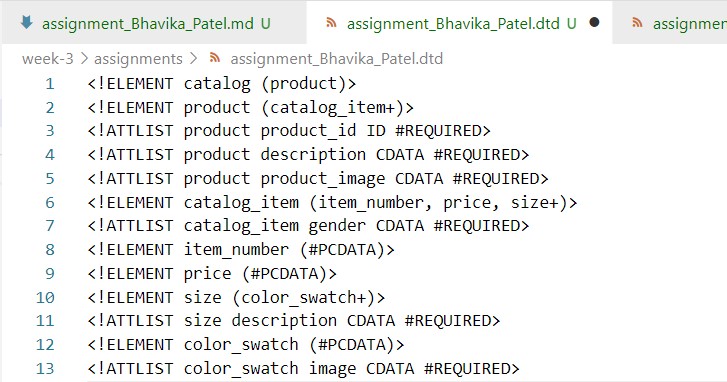 assignment_Bhavika_Patel.md U
assignment_Bhavika_Patel.dtd U
assignmen
week-3 > assignments > assignment_Bhavika_Patel.dtd
1 <!ELEMENT catalog (product)>
2 <!ELEMENT product (catalog_item+)>
3 <!ATTLIST product product_id ID #REQUIRED>
4 <!ATTLIST product description CDATA #REQUIRED>
5 <!ATTLIST product product_image CDATA #REQUIRED>
6 <!ELEMENT catalog_item (item_number, price, size+)>
7 <!ATTLIST catalog_item gender CDATA #REQUIRED>
8 <!ELEMENT item_number (#PCDATA)>
9 <!ELEMENT price (#PCDATA)>
10 <!ELEMENT size (color_swatch+)>
11 <!ATTLIST size description CDATA #REQUIRED>
12 <!ELEMENT color_swatch (#PCDATA)>
13 <!ATTLIST color_swatch image CDATA #REQUIRED>